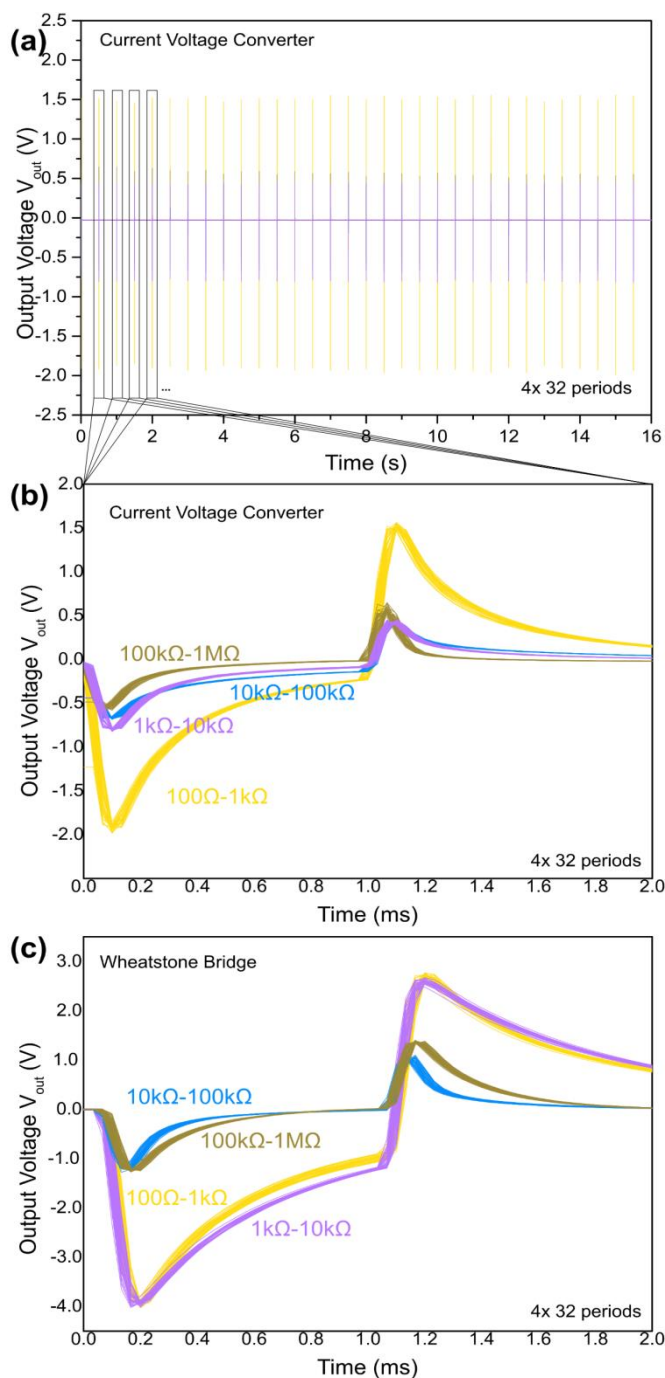 (a)
Current Voltage Converter
2.5
2.0
1.5
1.0
0.5
0.0
-0.5
-1.0
-1.5
-2.0
-2.5
Output Voltage V_out (V)
...
4x 32 periods
0 2 4 6 8 10 12 14 16
Time (s)
(b)
Current Voltage Converter
2.0
1.5
1.0
0.5
0.0
-0.5
-1.0
-1.5
-2.0
Output Voltage V_out (V)
100kΩ-1MΩ
10kΩ-100kΩ
1kΩ-10kΩ
100Ω-1kΩ
4x 32 periods
0.0 0.2 0.4 0.6 0.8 1.0 1.2 1.4 1.6 1.8 2.0
Time (ms)
(c)
Wheatstone Bridge
3.0
2.0
1.0
0.0
-1.0
-2.0
-3.0
-4.0
Output Voltage V_out (V)
10kΩ-100kΩ
100kΩ-1MΩ
100Ω-1kΩ
1kΩ-10kΩ
4x 32 periods
0.0 0.2 0.4 0.6 0.8 1.0 1.2 1.4 1.6 1.8 2.0
Time (ms)